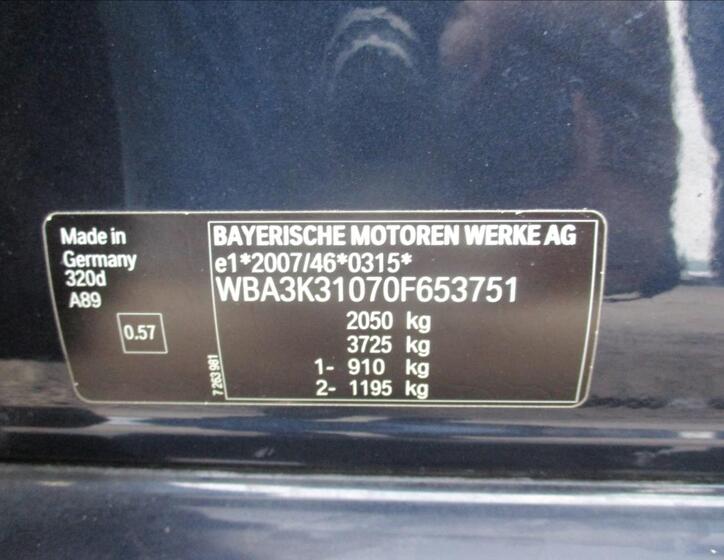 Made in
Germany
320d
A89
0.57
7 263 981
BAYERISCHE MOTOREN WERKE AG
e1*2007/46*0315*
WBA3K31070F653751
2050 kg
3725 kg
1- 910 kg
2- 1195 kg